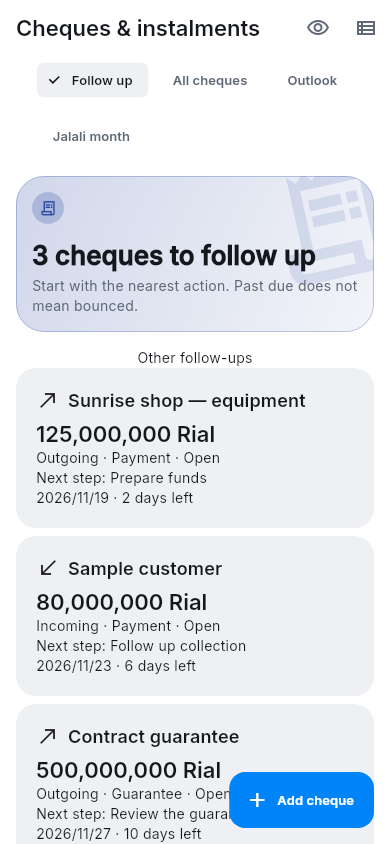 Cheques & instalments
Follow up
All cheques
Outlook
Jalali month
3 cheques to follow up
Start with the nearest action. Past due does not
mean bounced.
Other follow-ups
Sunrise shop — equipment
125,000,000 Rial
Outgoing · Payment · Open
Next step: Prepare funds
2026/11/19 · 2 days left
Sample customer
80,000,000 Rial
Incoming · Payment · Open
Next step: Follow up collection
2026/11/23 · 6 days left
Contract guarantee
500,000,000 Rial
Outgoing · Guarantee · Open
Next step: Review the
2026/11/27 · 10 days left
Add cheque